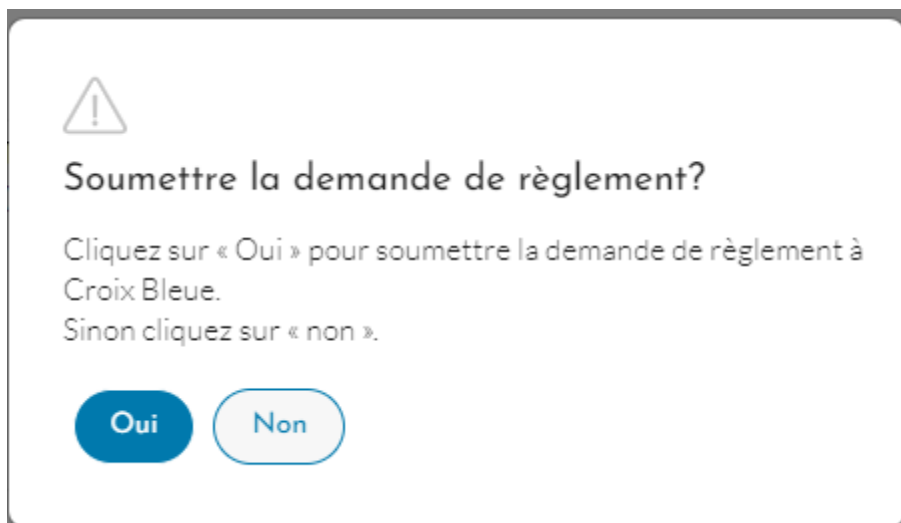 Soumettre la demande de règlement?
Cliquez sur « Oui » pour soumettre la demande de règlement à
Croix Bleue.
Sinon cliquez sur « non ».
Oui
Non